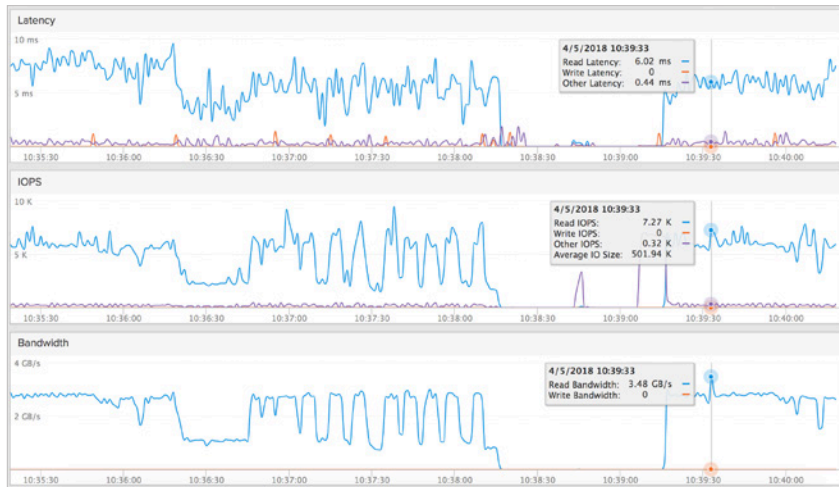 Latency
10 ms
5 ms
4/5/2018 10:39:33
Read Latency: 6.02 ms
Write Latency: 0
Other Latency: 0.44 ms
10:35:30 10:36:00 10:36:30 10:37:00 10:37:30 10:38:00 10:38:30 10:39:00 10:39:30 10:40:00
IOPS
10 K
5 K
4/5/2018 10:39:33
Read IOPS: 7.27 K
Write IOPS: 0
Other IOPS: 0.32 K
Average IO Size: 501.94 K
10:35:30 10:36:00 10:36:30 10:37:00 10:37:30 10:38:00 10:38:30 10:39:00 10:39:30 10:40:00
Bandwidth
4 GB/s
2 GB/s
4/5/2018 10:39:33
Read Bandwidth: 3.48 GB/s
Write Bandwidth: 0
10:35:30 10:36:00 10:36:30 10:37:00 10:37:30 10:38:00 10:38:30 10:39:00 10:39:30 10:40:00